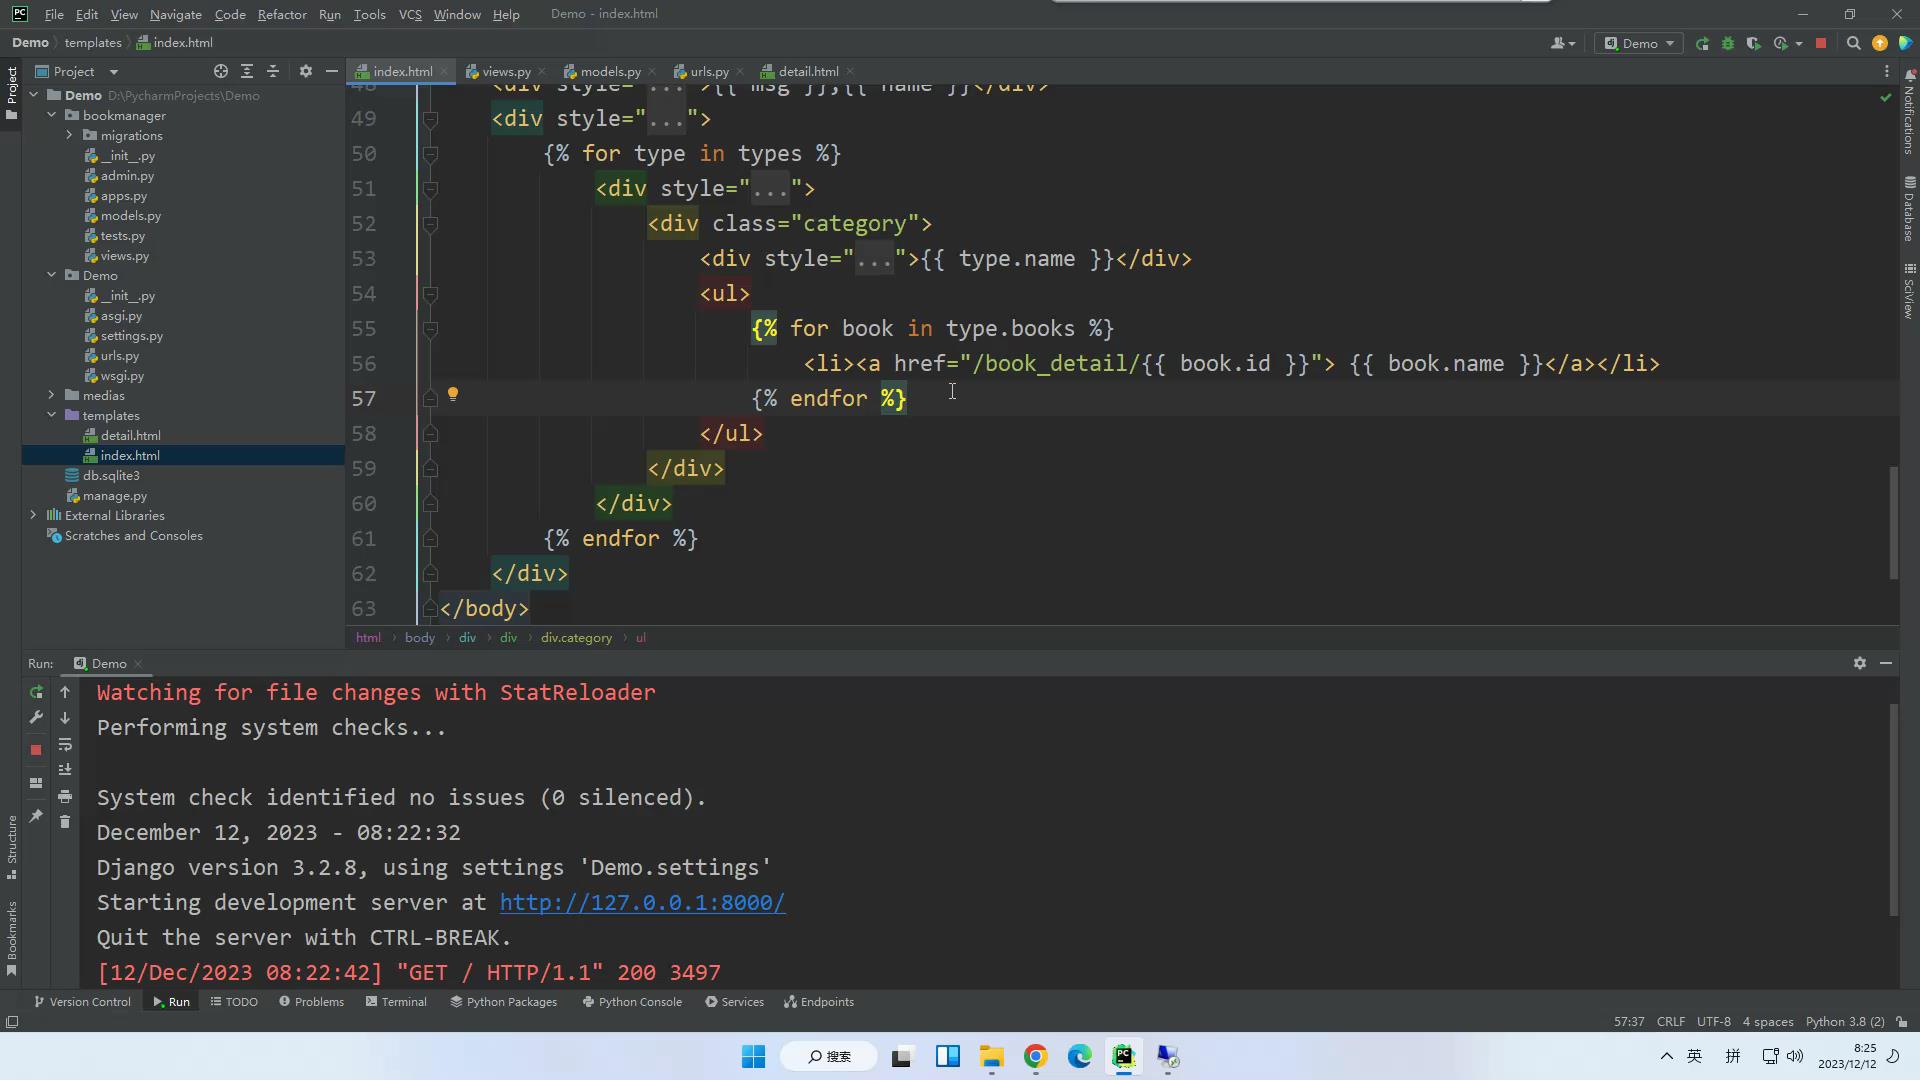 File Edit View Navigate Code Refactor Run Tools VCS Window Help Demo - index.html
Demo templates index.html
Demo
Project
index.html views.py models.py urls.py detail.html
Demo D:\PycharmProjects\Demo
bookmanager
migrations
__init__.py
admin.py
apps.py
models.py
tests.py
views.py
Demo
__init__.py
asgi.py
settings.py
urls.py
wsgi.py
medias
templates
detail.html
index.html
db.sqlite3
manage.py
External Libraries
Scratches and Consoles
48 <div style="...">{{ msg }},{{ name }}</div>
49 <div style="...">
50 {% for type in types %}
51 <div style="...">
52 <div class="category">
53 <div style="...">{{ type.name }}</div>
54 <ul>
55 {% for book in type.books %}
56 <li><a href="/book_detail/{{ book.id }}"> {{ book.name }}</a></li>
57 {% endfor %}
58 </ul>
59 </div>
60 </div>
61 {% endfor %}
62 </div>
63 </body>
html body div div div.category ul
Project
Structure
Bookmarks
Notifications
Database
SciView
Run: Demo
Watching for file changes with StatReloader
Performing system checks...
System check identified no issues (0 silenced).
December 12, 2023 - 08:22:32
Django version 3.2.8, using settings 'Demo.settings'
Starting development server at http://127.0.0.1:8000/
Quit the server with CTRL-BREAK.
[12/Dec/2023 08:22:42] "GET / HTTP/1.1" 200 3497
Version Control Run TODO Problems Terminal Python Packages Python Console Services Endpoints
57:37 CRLF UTF-8 4 spaces Python 3.8 (2)
搜索
英 拼
8:25
2023/12/12